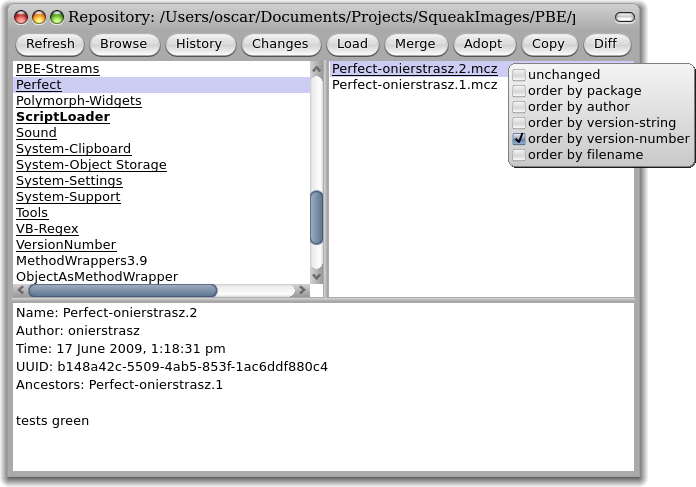 Repository: /Users/oscar/Documents/Projects/SqueakImages/PBE/
Refresh Browse History Changes Load Merge Adopt Copy Diff
PBE-Streams
Perfect
Polymorph-Widgets
ScriptLoader
Sound
System-Clipboard
System-Object Storage
System-Settings
System-Support
Tools
VB-Regex
VersionNumber
MethodWrappers3.9
ObjectAsMethodWrapper
Perfect-onierstrasz.2.mcz
Perfect-onierstrasz.1.mcz
unchanged
order by package
order by author
order by version-string
order by version-number
order by filename
Name: Perfect-onierstrasz.2
Author: onierstrasz
Time: 17 June 2009, 1:18:31 pm
UUID: b148a42c-5509-4ab5-853f-1ac6ddf880c4
Ancestors: Perfect-onierstrasz.1
tests green